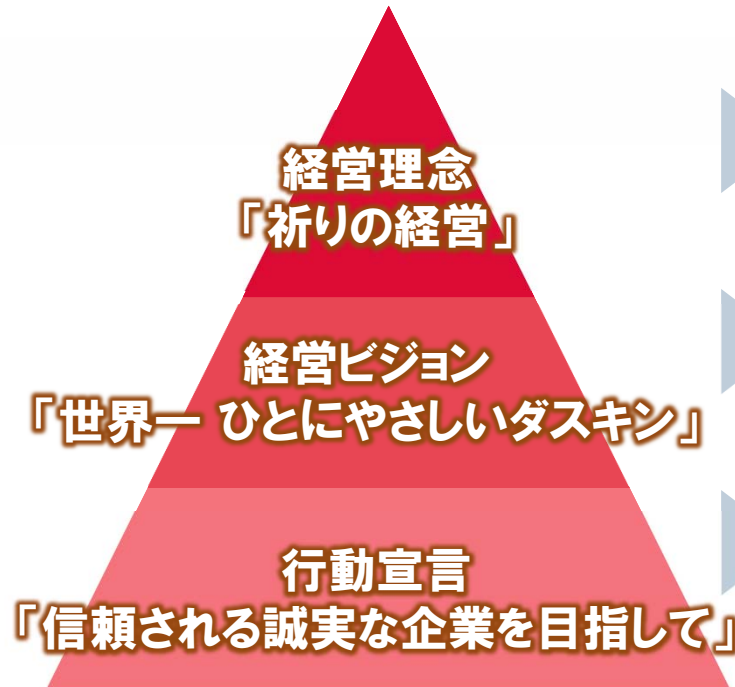 経営理念
「祈りの経営」
経営ビジョン
「世界一 ひとにやさしいダスキン」
行動宣言
「信頼される誠実な企業を目指して」